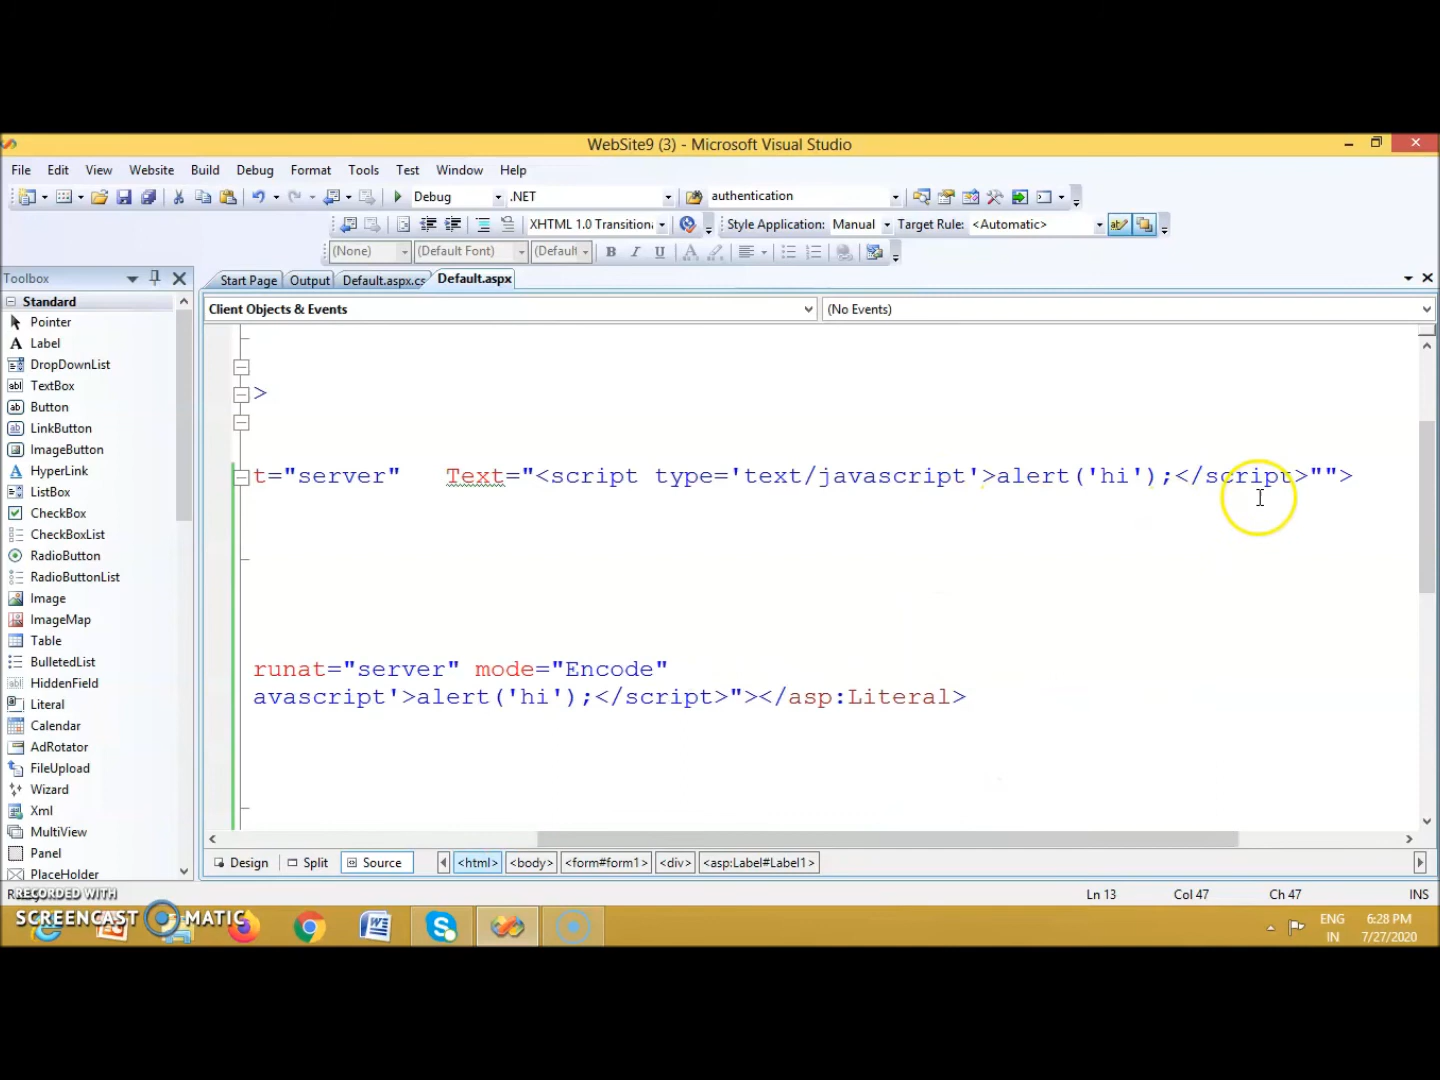 WebSite9 (3) - Microsoft Visual Studio
File Edit View Website Build Debug Format Tools Test Window Help
Debug .NET authentication
XHTML 1.0 Transition: Style Application: Manual Target Rule: <Automatic>
(None) (Default Font) (Default B I U A
Toolbox
Start Page Output Default.aspx.cs Default.aspx
Standard
Client Objects & Events (No Events)
Pointer
A Label
DropDownList
abl TextBox
ab Button
ab LinkButton
ImageButton
A HyperLink
ListBox
CheckBox
CheckBoxList
RadioButton
RadioButtonList
Image
ImageMap
Table
BulletedList
abl HiddenField
Literal
Calendar
AdRotator
FileUpload
Wizard
Xml
MultiView
Panel
PlaceHolder
>
t="server" Text="<script type='text/javascript'>alert('hi');</script>"">
runat="server" mode="Encode"
avascript'>alert('hi');</script>"></asp:Literal>
Design Split Source <html> <body> <form#form1> <div> <asp:Label#Label1>
Ln 13 Col 47 Ch 47 INS
RECORDED WITH
SCREENCAST MATIC
ENG 6:28 PM
IN 7/27/2020